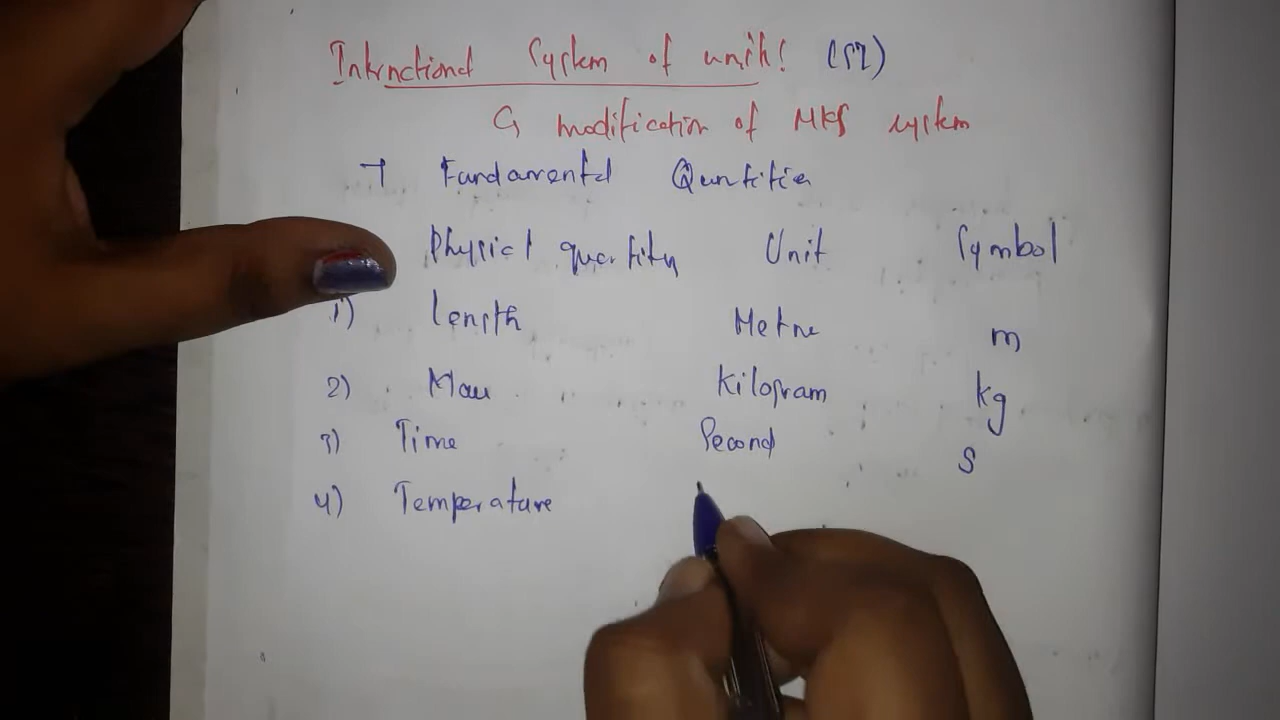 International System of units: (SI)
↳ modification of MKS system
7 Fundamental Quantities
Physical quantity Unit Symbol
1) Length Metre m
2) Mass Kilogram kg
3) Time Second s
4) Temperature